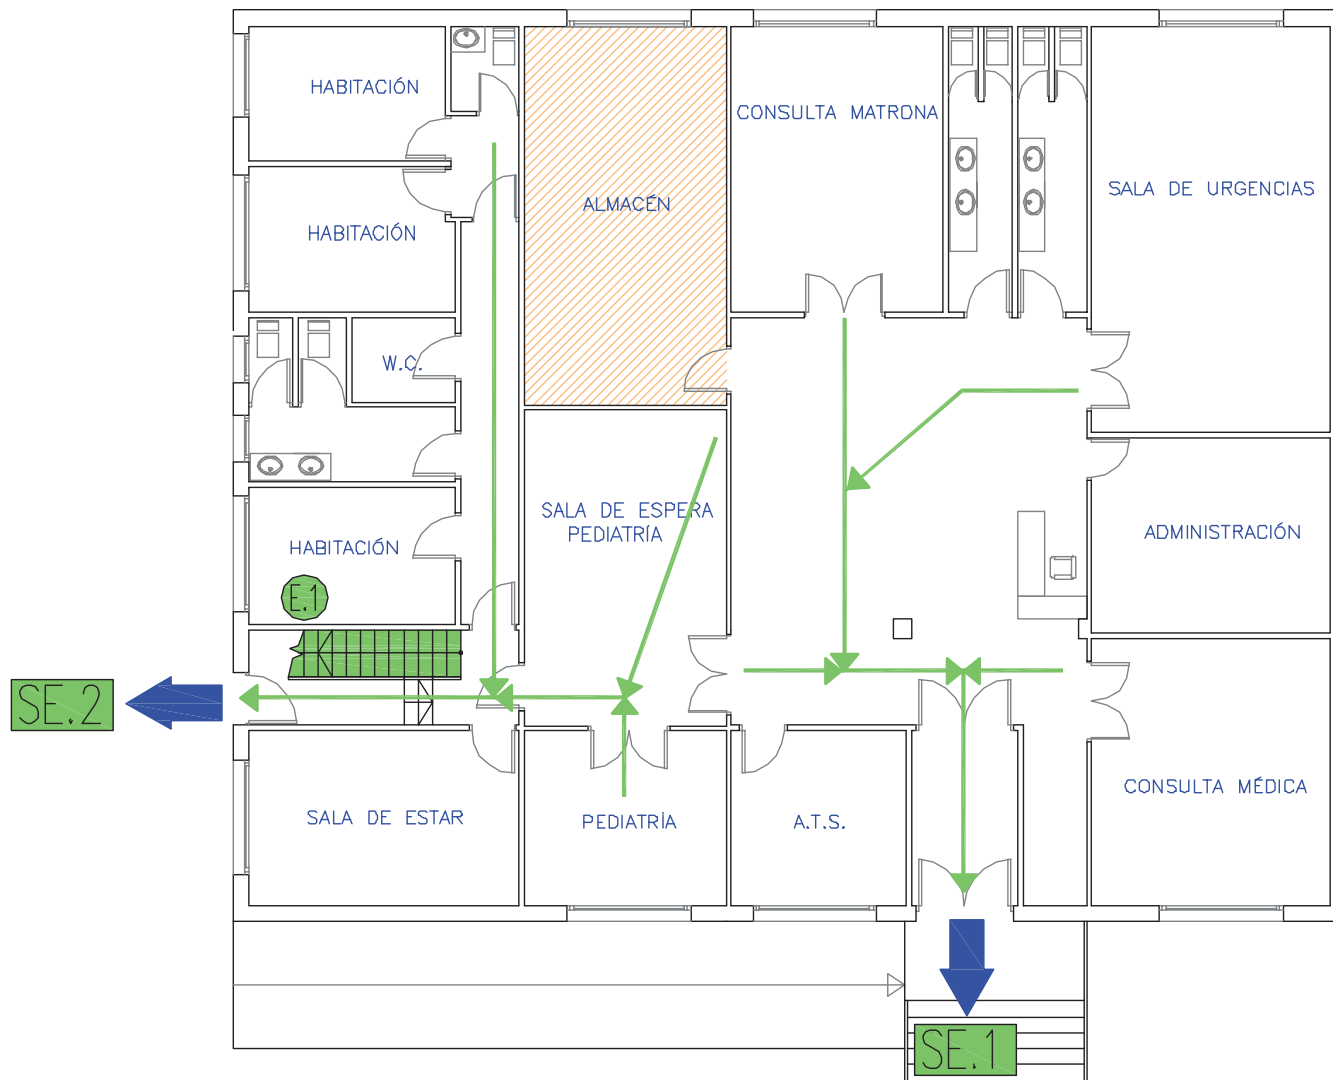 HABITACIÓN
CONSULTA MATRONA
SALA DE URGENCIAS
ALMACÉN
HABITACIÓN
W.C.
SALA DE ESPERA
PEDIATRÍA
ADMINISTRACIÓN
HABITACIÓN
E.1
SE.2
CONSULTA MÉDICA
SALA DE ESTAR
PEDIATRÍA
A.T.S.
SE.1